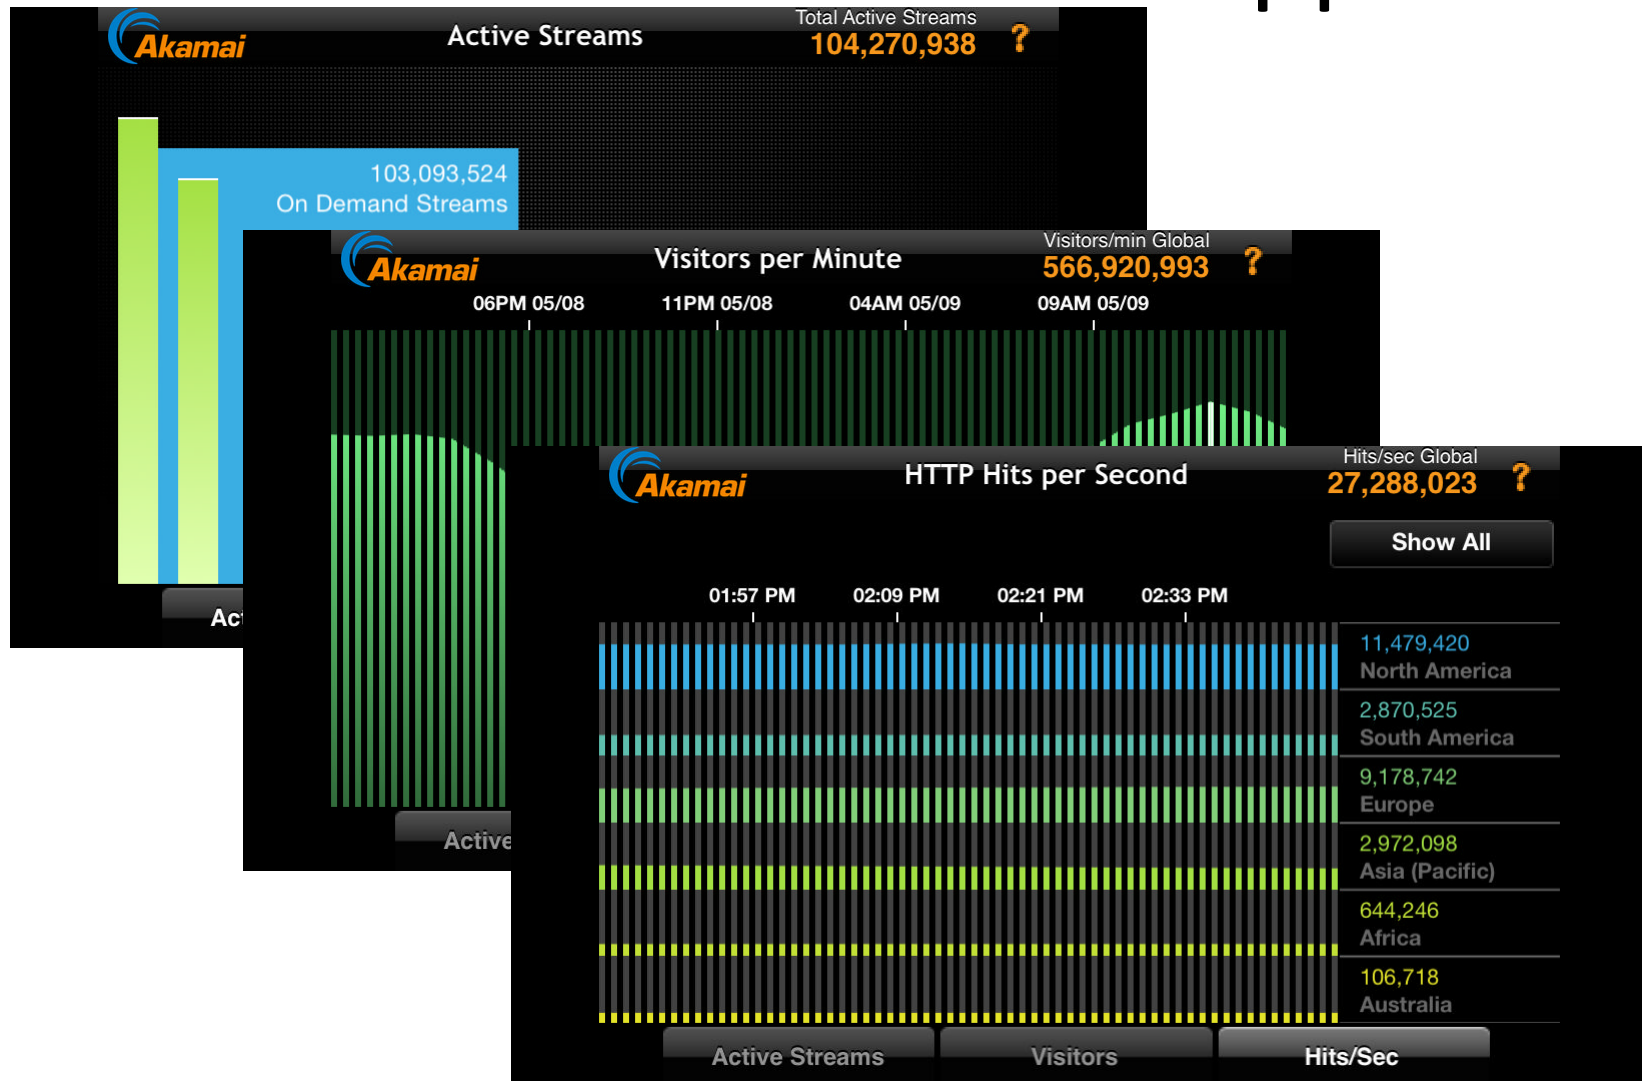 Akamai
Active Streams
Total Active Streams
104,270,938
?
103,093,524
On Demand Streams
Akamai
Visitors per Minute
Visitors/min Global
566,920,993
?
06PM 05/08
11PM 05/08
04AM 05/09
09AM 05/09
Active
Akamai
HTTP Hits per Second
Hits/sec Global
27,288,023
?
Show All
01:57 PM
02:09 PM
02:21 PM
02:33 PM
11,479,420
North America
2,870,525
South America
9,178,742
Europe
2,972,098
Asia (Pacific)
644,246
Africa
106,718
Australia
Active Streams
Visitors
Hits/Sec